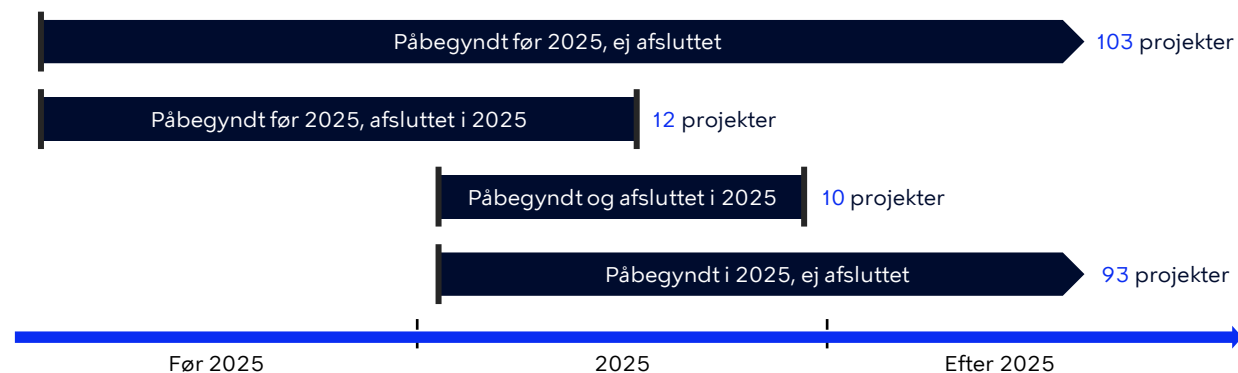 Påbegyndt før 2025, ej afsluttet
103 projekter
Påbegyndt før 2025, afsluttet i 2025
12 projekter
Påbegyndt og afsluttet i 2025
10 projekter
Påbegyndt i 2025, ej afsluttet
93 projekter
Før 2025
2025
Efter 2025